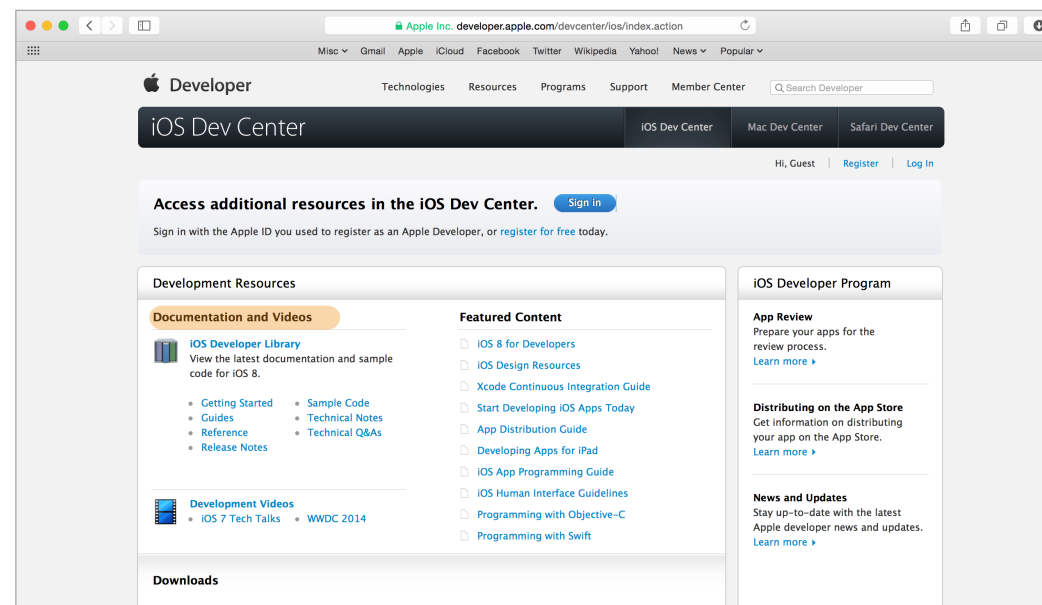 Apple Inc. developer.apple.com/devcenter/ios/index.action
Misc Gmail Apple iCloud Facebook Twitter Wikipedia Yahoo! News Popular
Developer
Technologies Resources Programs Support Member Center Search Developer
iOS Dev Center
iOS Dev Center Mac Dev Center Safari Dev Center
Hi, Guest Register Log In
Access additional resources in the iOS Dev Center. Sign in
Sign in with the Apple ID you used to register as an Apple Developer, or register for free today.
Development Resources
Documentation and Videos
iOS Developer Library
View the latest documentation and sample
code for iOS 8.
Getting Started
Guides
Reference
Release Notes
Sample Code
Technical Notes
Technical Q&As
Development Videos
iOS 7 Tech Talks WWDC 2014
Featured Content
iOS 8 for Developers
iOS Design Resources
Xcode Continuous Integration Guide
Start Developing iOS Apps Today
App Distribution Guide
Developing Apps for iPad
iOS App Programming Guide
iOS Human Interface Guidelines
Programming with Objective-C
Programming with Swift
Downloads
iOS Developer Program
App Review
Prepare your apps for the
review process.
Learn more
Distributing on the App Store
Get information on distributing
your app on the App Store.
Learn more
News and Updates
Stay up-to-date with the latest
Apple developer news and updates.
Learn more